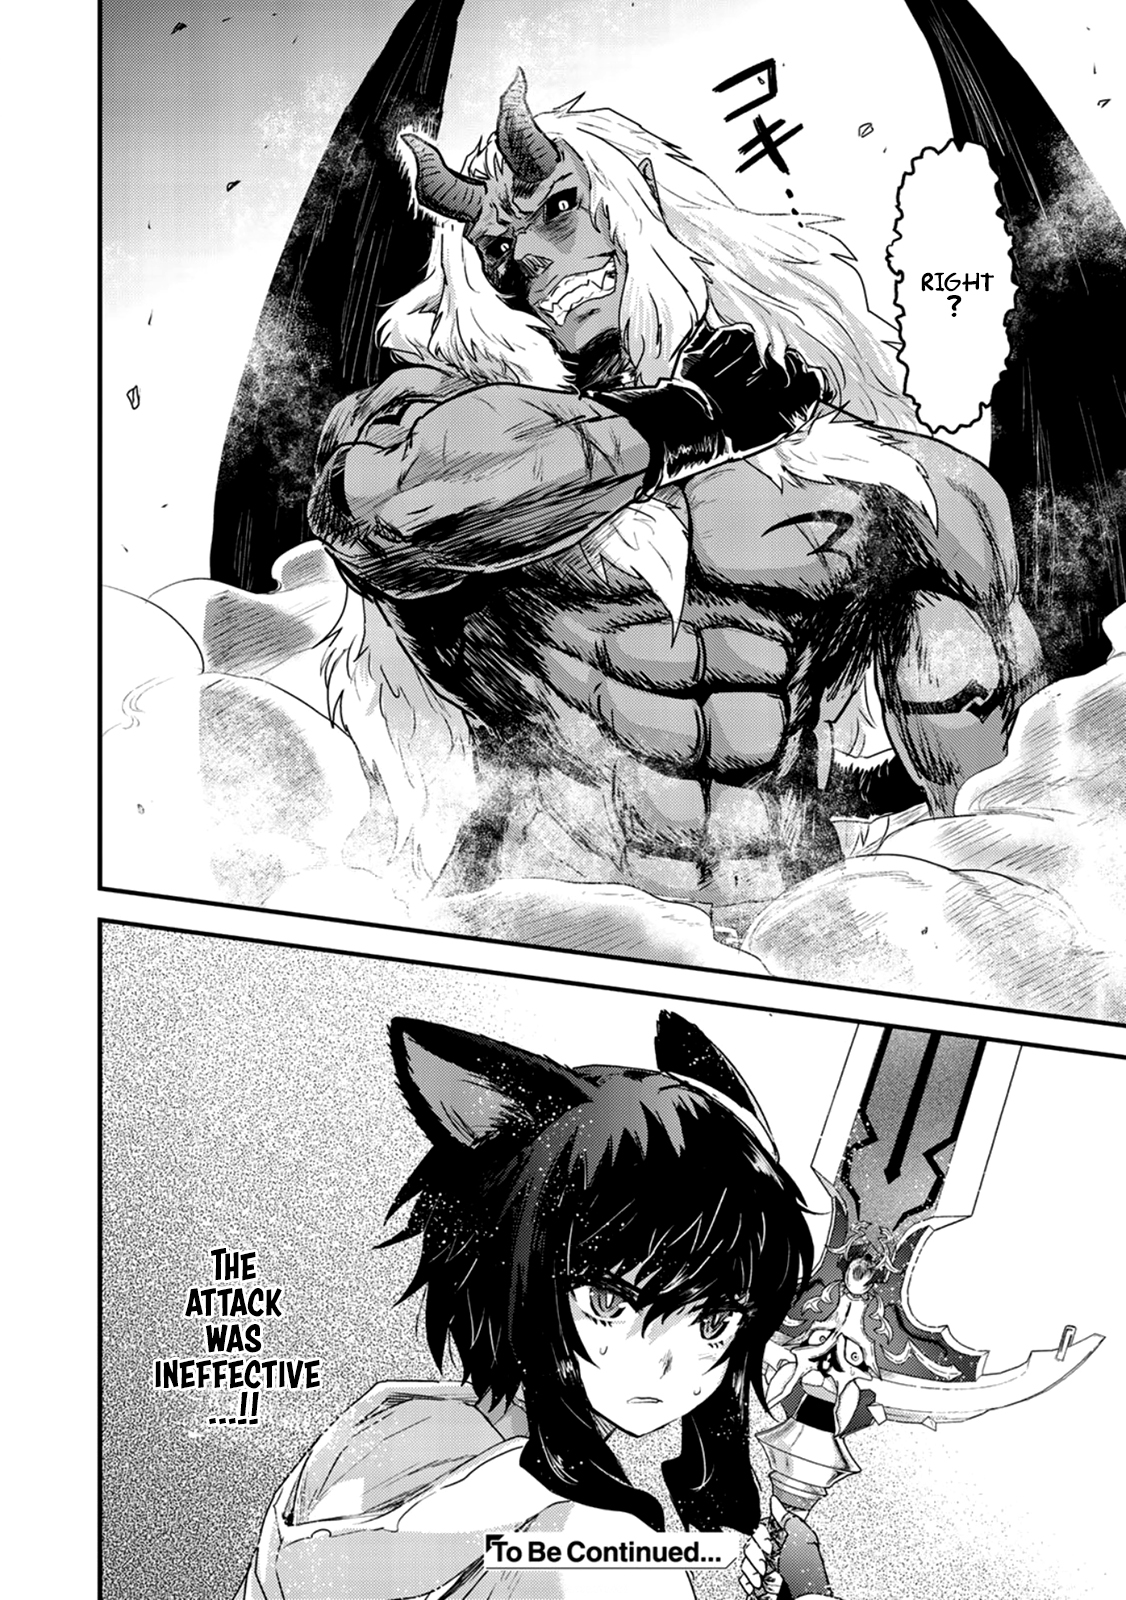 コキ…
RIGHT
?
THE
ATTACK
WAS
INEFFECTIVE
...!!
To Be Continued...